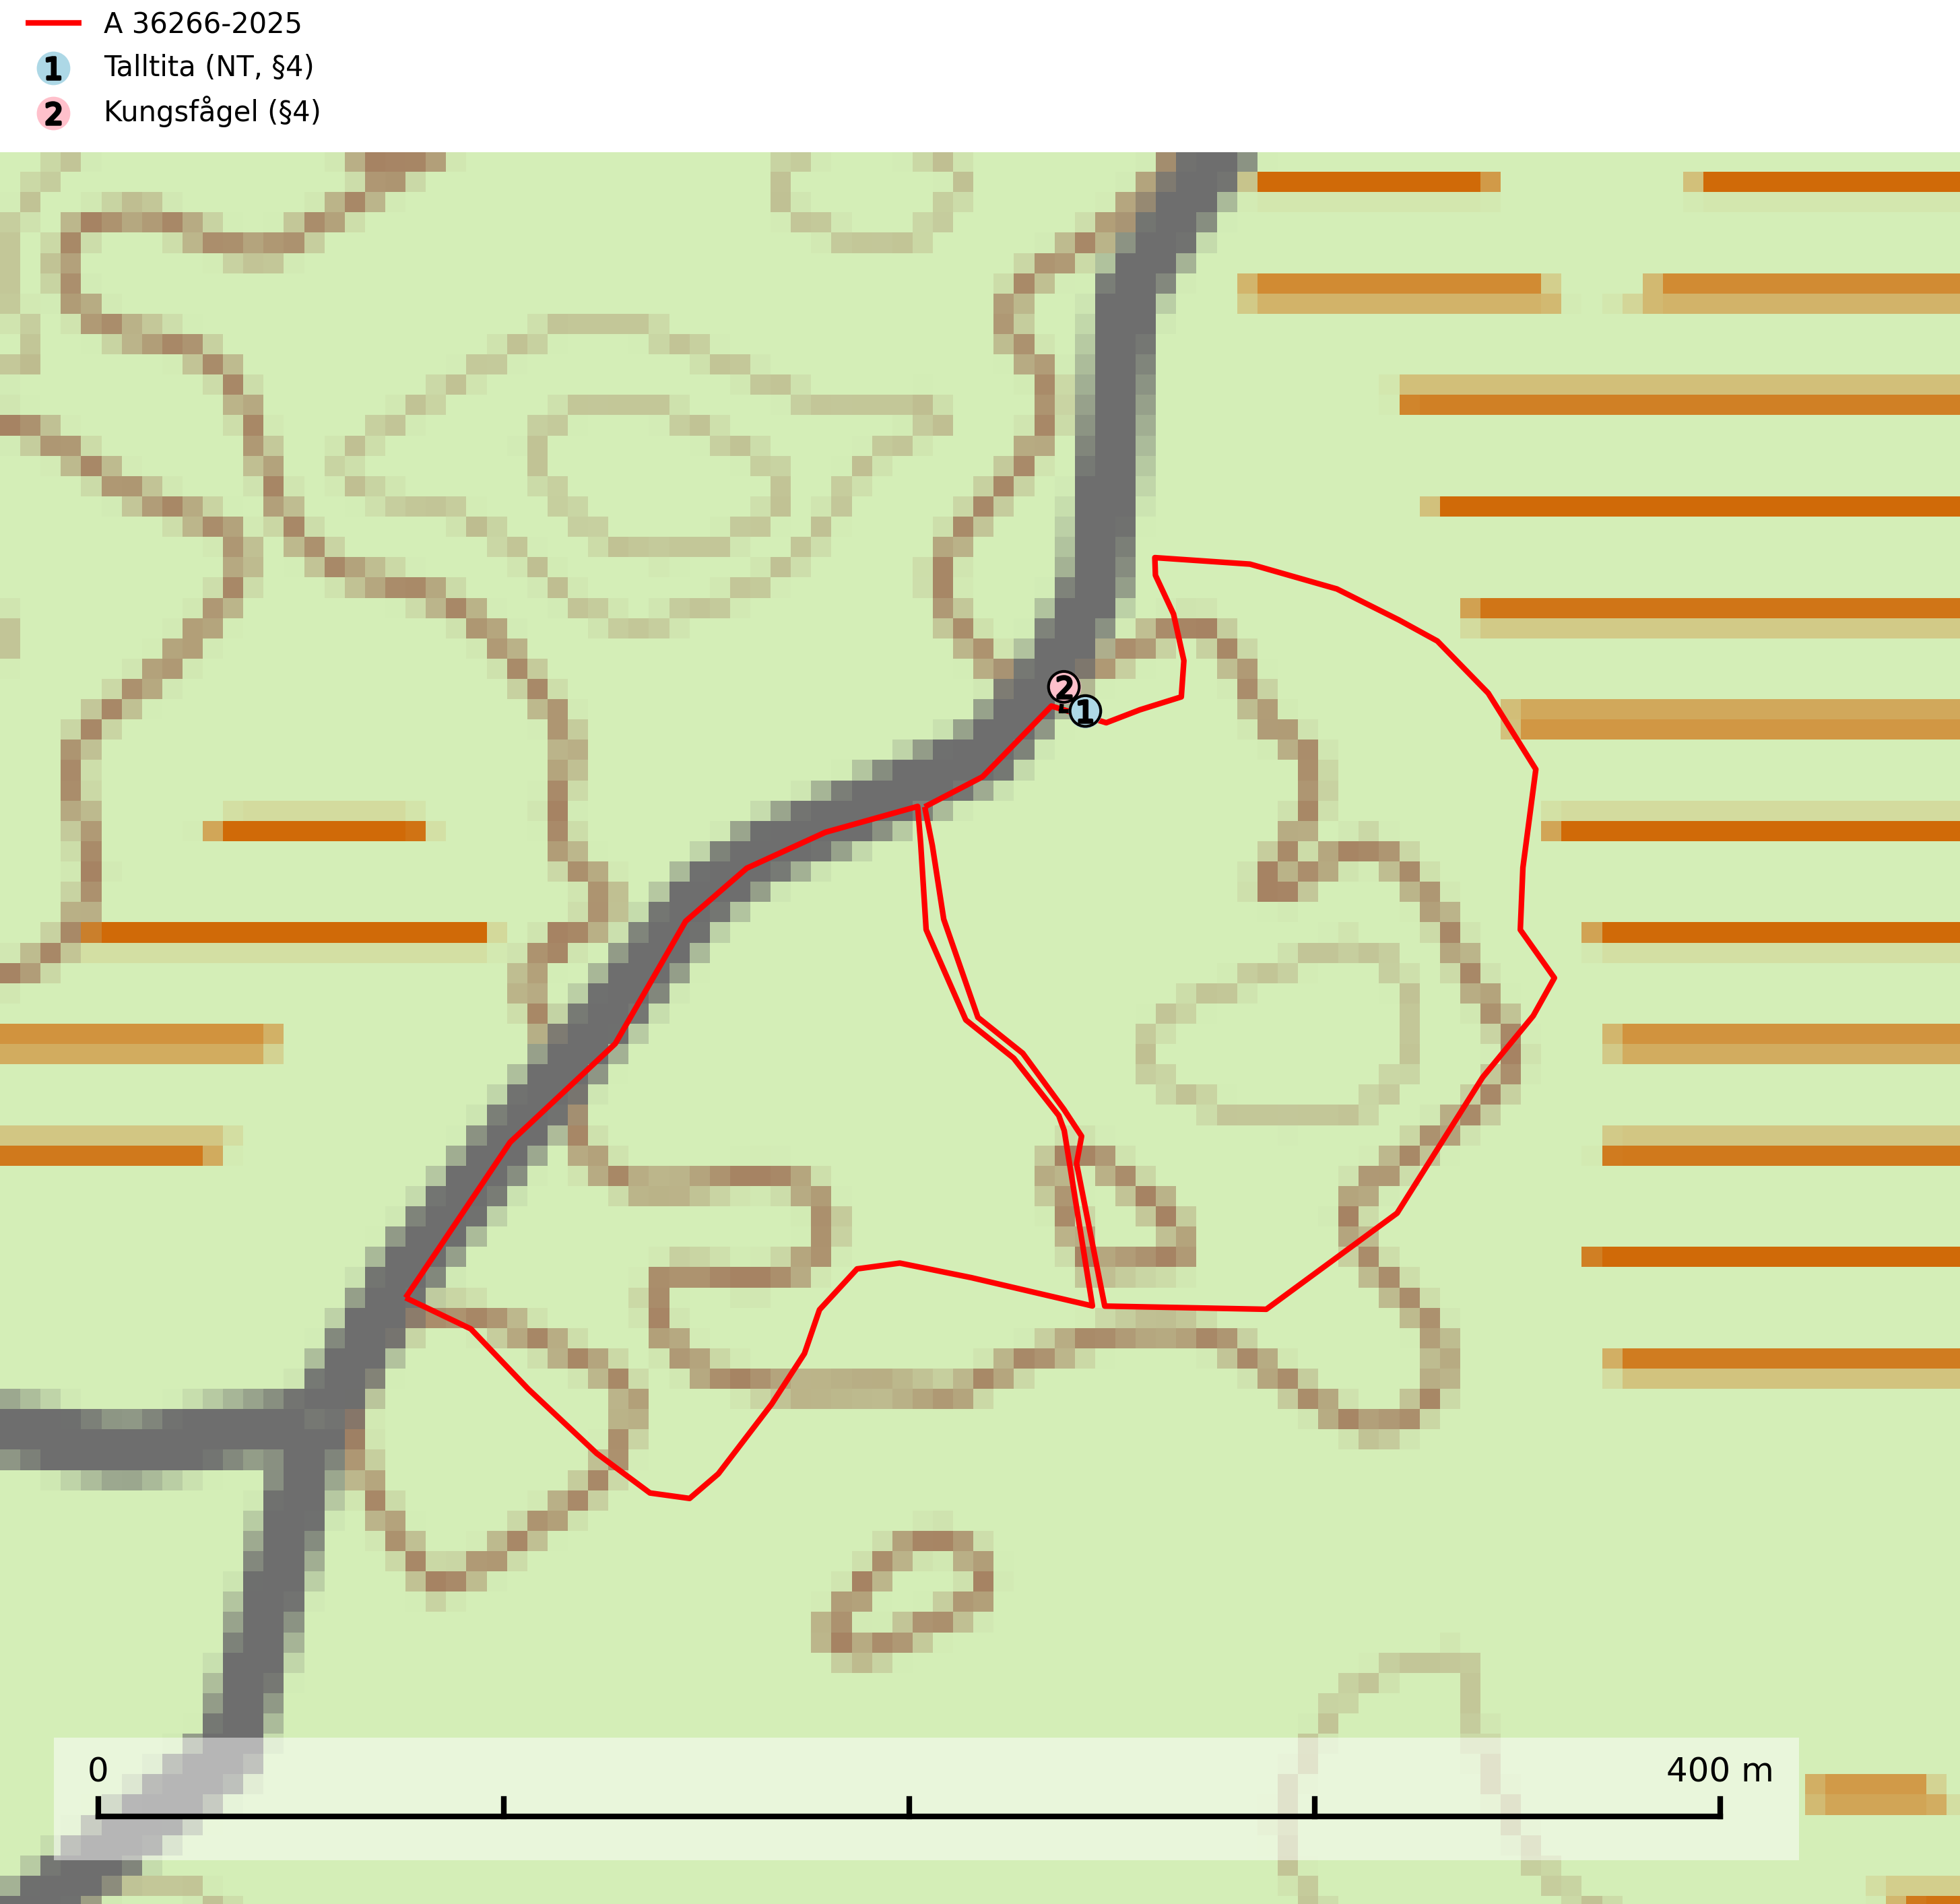 A 36266-2025
1 Talltita (NT, §4)
2 Kungsfågel (§4)
2
1
0
400 m